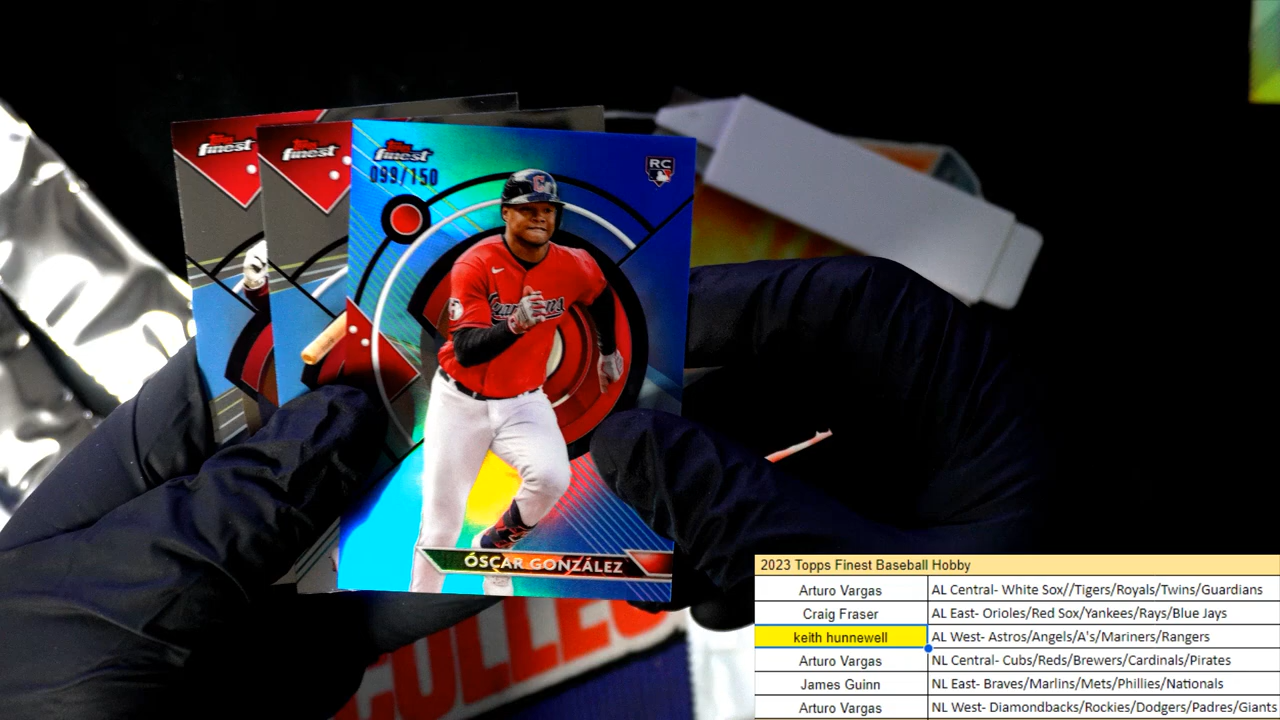 Topps
finest
Topps
finest
Topps
finest
099/150
RC
C
Guardians
ÓSCAR GONZÁLEZ
COLLEC
2023 Topps Finest Baseball Hobby
Arturo Vargas AL Central- White Sox//Tigers/Royals/Twins/Guardians
Craig Fraser AL East- Orioles/Red Sox/Yankees/Rays/Blue Jays
keith hunnewell AL West- Astros/Angels/A's/Mariners/Rangers
Arturo Vargas NL Central- Cubs/Reds/Brewers/Cardinals/Pirates
James Guinn NL East- Braves/Marlins/Mets/Phillies/Nationals
Arturo Vargas NL West- Diamondbacks/Rockies/Dodgers/Padres/Giants